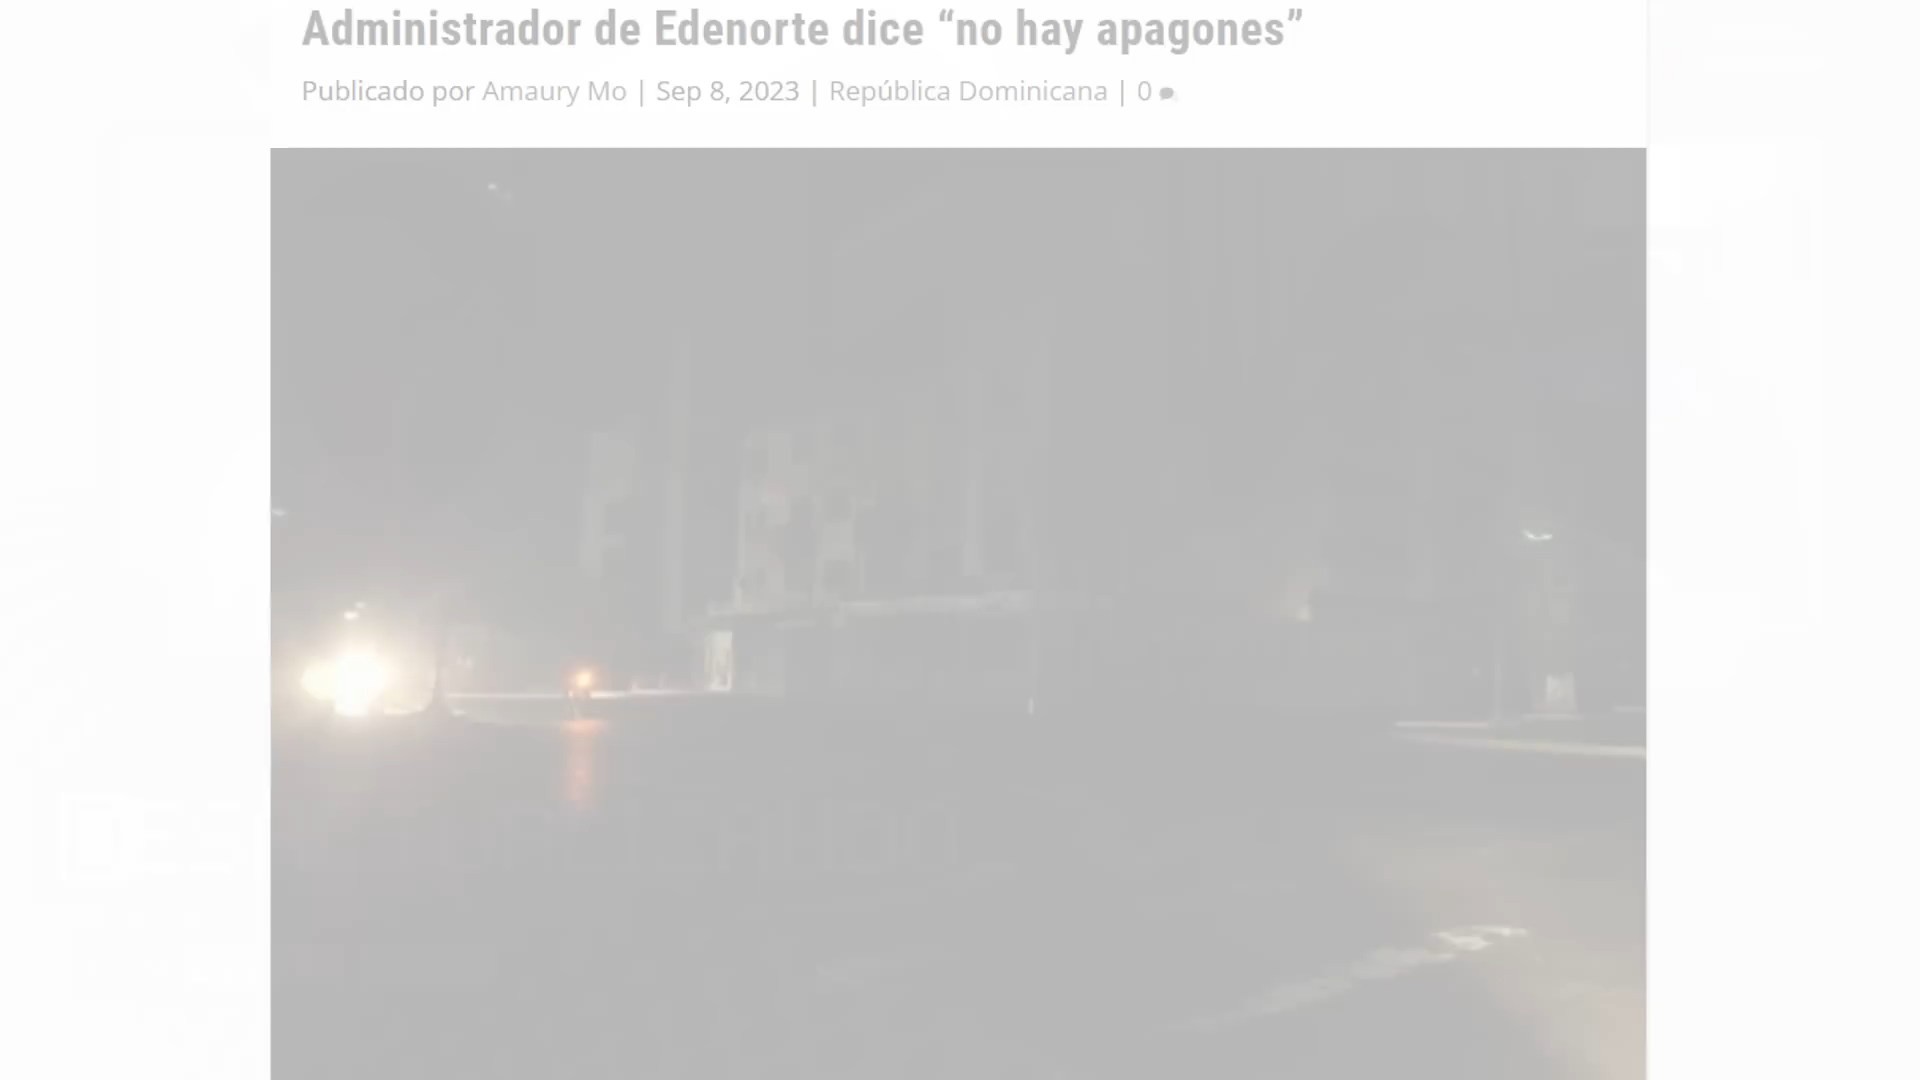 Administrador de Edenorte dice “no hay apagones”
Publicado por Amaury Mo | Sep 8, 2023 | República Dominicana | 0